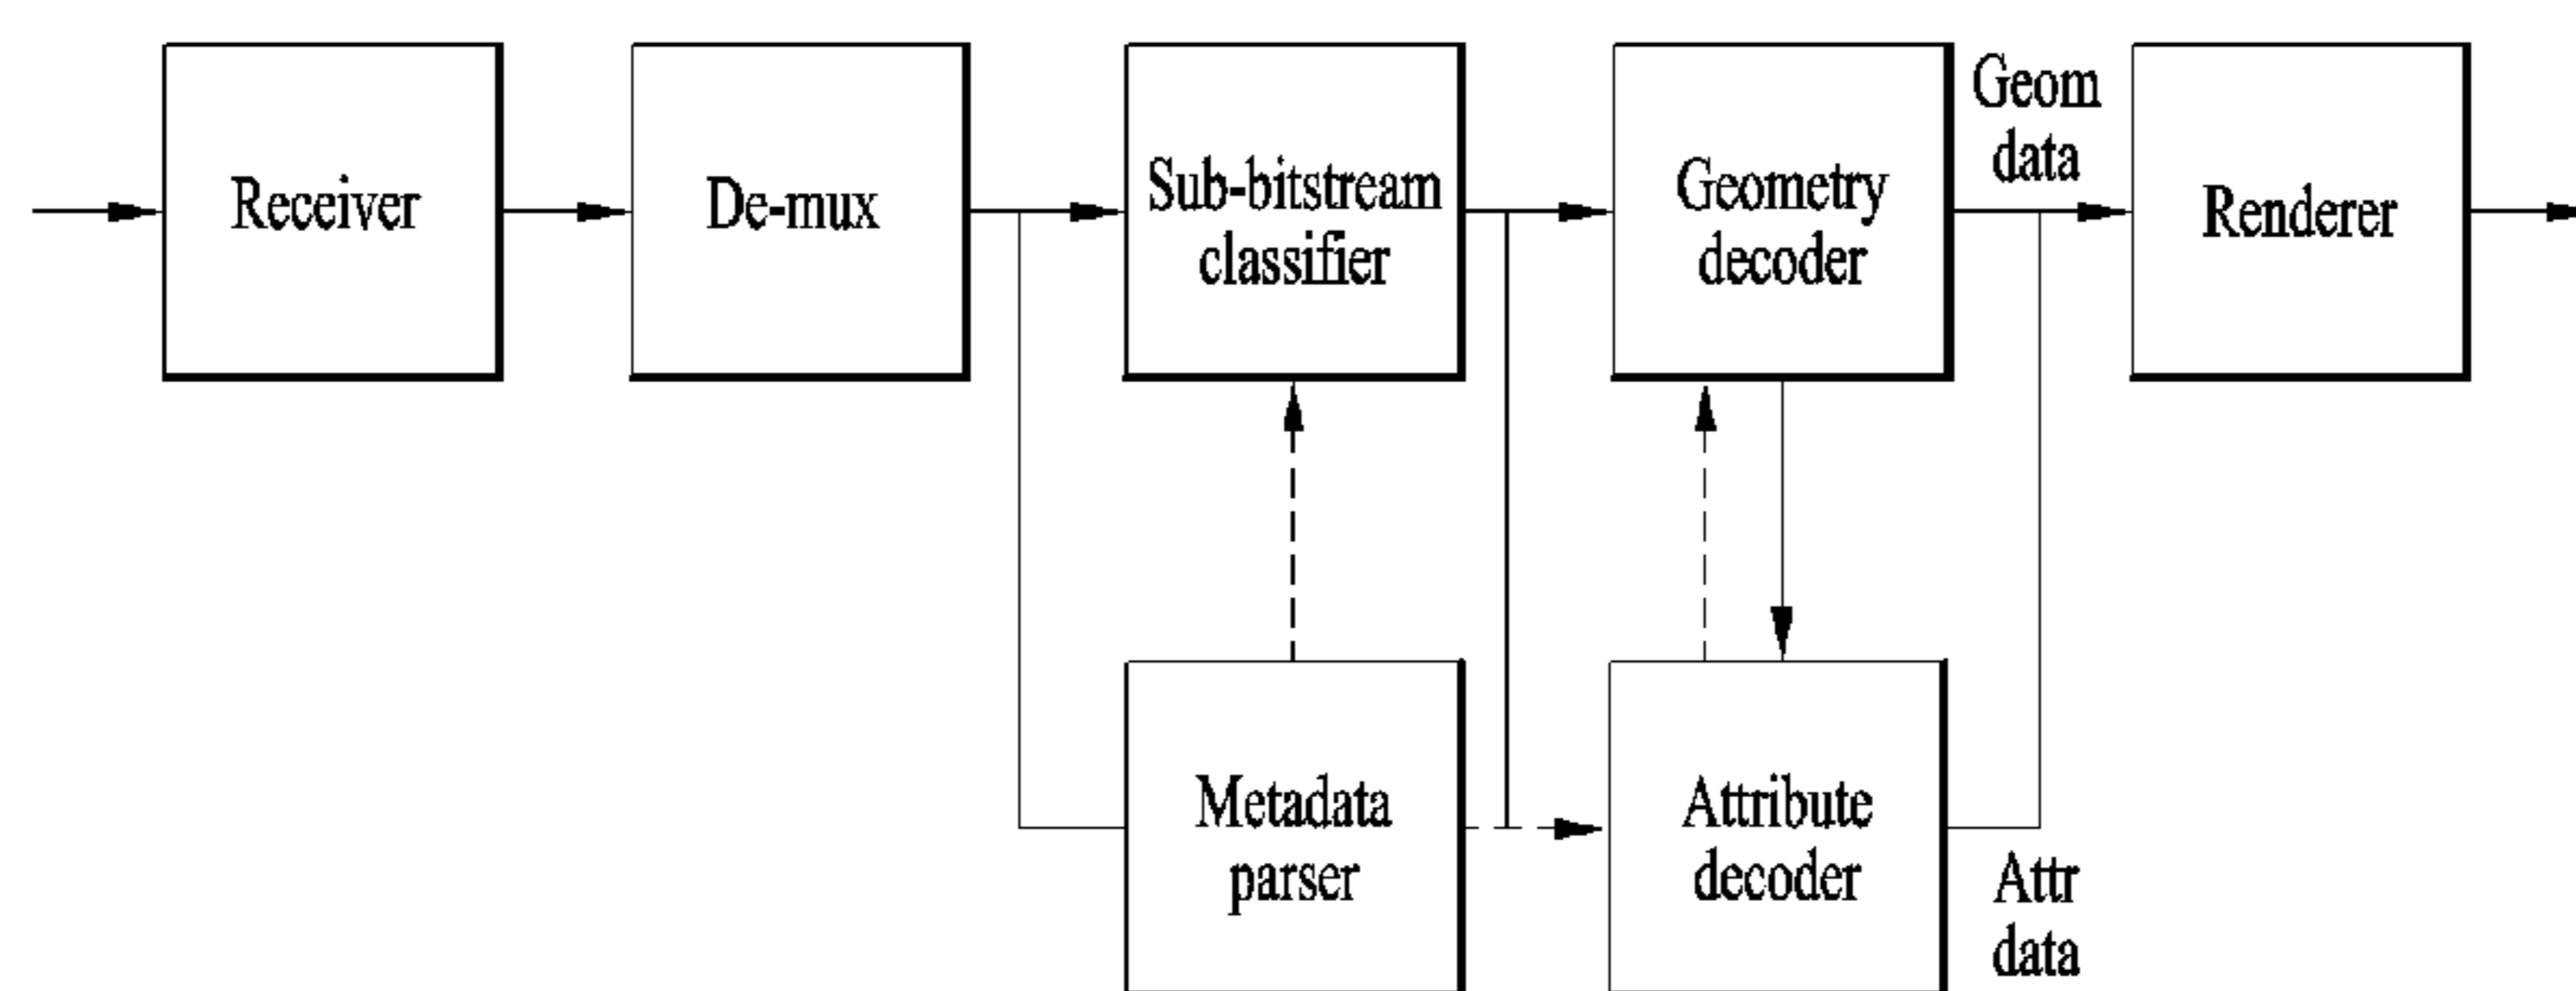 Receiver
De-mux
Sub-bitstream
classifier
Geometry
decoder
Geom
data
Renderer
Metadata
parser
Attribute
decoder
Attr
data